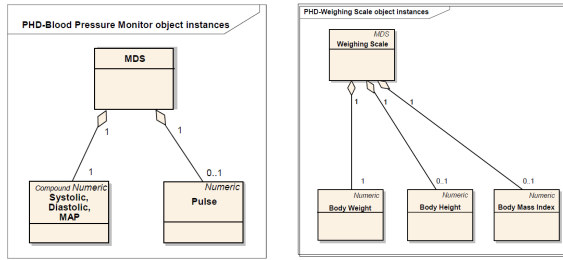 PHD-Blood Pressure Monitor object instances
MDS
1
1
1
0..1
Compound Numeric
Systolic,
Diastolic,
MAP
Numeric
Pulse
PHD-Weighing Scale object instances
MDS
Weighing Scale
1
1
1
1
0..1
0..1
Numeric
Body Weight
Numeric
Body Height
Numeric
Body Mass Index